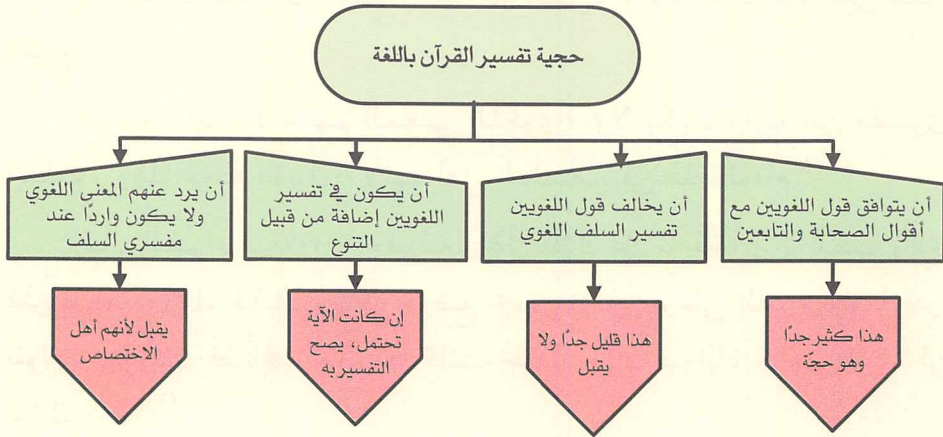 حجية تفسير القرآن باللغة
أن يتوافق قول اللغويين مع
أقوال الصحابة والتابعين
أن يخالف قول اللغويين
تفسير السلف اللغوي
أن يكون في تفسير
اللغويين إضافة من قبيل
التنوع
أن يرد عنهم المعنى اللغوي
ولا يكون واردًا عند
مفسري السلف
هذا كثير جدًا
وهو حجّة
هذا قليل جدًا ولا
يقبل
إن كانت الآية
تحتمل، يصح
التفسير به
يقبل لأنهم أهل
الاختصاص